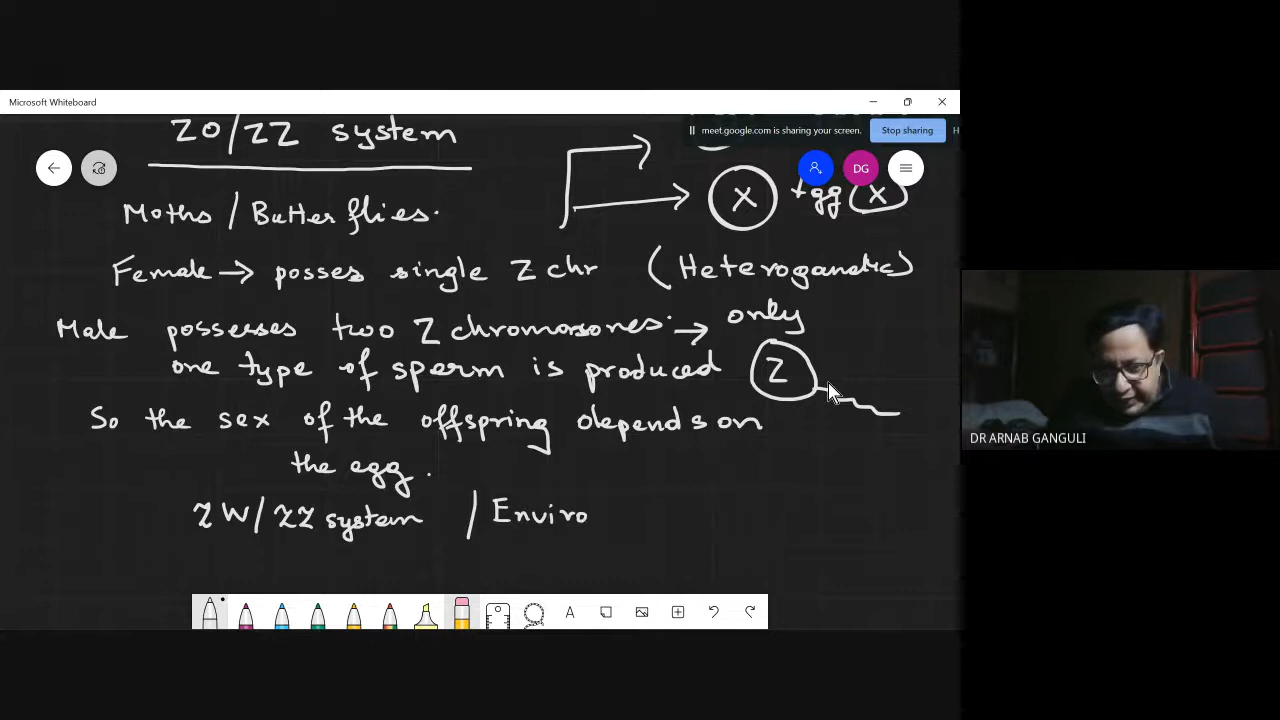 Microsoft Whiteboard
meet.google.com is sharing your screen. Stop sharing H
ZO/ZZ system
DG
X egg X
Moths / Butterflies.
Female → posses single Z chr (Heterogametic)
Male possesses two Z chromosomes. → only
one type of sperm is produced Z
So the sex of the offspring depends on
the egg.
ZW/ZZ system / Enviro
A
DR ARNAB GANGULI